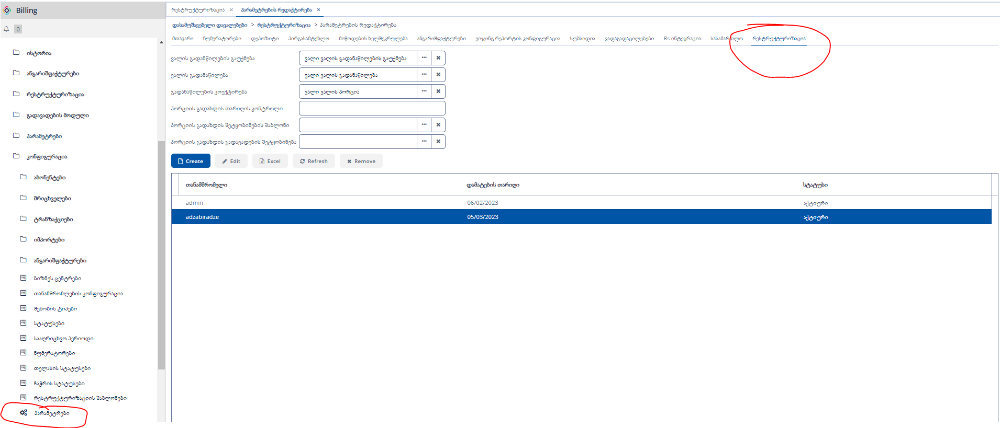 Billing
0
ისტორია
ანგარიშფაქტურები
რესტრუქტურიზაცია
გადავადების მოდული
პარამეტრები
კონფიგურაცია
აბონენტები
მრიცხველები
ტრანზაქციები
იმპორტები
ანგარიშფაქტურები
ბიზნეს ცენტრები
თანამშრომლების კონფიგურაცია
შენობის ტიპები
სტატუსები
სააღრიცხვო პერიოდი
ნუმერატორები
თელასის სტატუსები
ჩაჭრის სტატუსები
რესტრუქტურიზაციის შაბლონები
პარამეტრები
რესტრუქტურიზაცია × პარამეტრების რედაქტირება ×
დასამუშავებელი დავალებები > რესტრუქტურიზაცია > პარამეტრების რედაქტირება
მთავარი ნუმერატორები დეპოზიტი პირგასამტეხლო მიწოდების ხელშეკრულება ანგარიშფაქტურები ეიჯინგ რეპორტის კონფიგურაცია სუბსიდია ვადაგადაცილებები Rs ინტეგრაცია სასამართლო რესტრუქტურიზაცია
ვალის გადანწილების გაუქმება ვალი ვალის გადანაწილების გაუქმება ... ×
ვალის გადანაწილება ვალი ვალის გადანაწილება ... ×
გადანაწილების კოექტირება ვალი ვალის პორცია ... ×
პორციის გადახდის თარიღის კონტროლი
პორციის გადახდის შეტყობინების შაბლონი ... ×
პორციის გადახდის გადავადების შეტყობინება ... ×
Create Edit Excel Refresh Remove
თანამშრომელი დამატების თარიღი სტატუსი
admin 06/02/2023 აქტიური
adzabiradze 05/03/2023 აქტიური